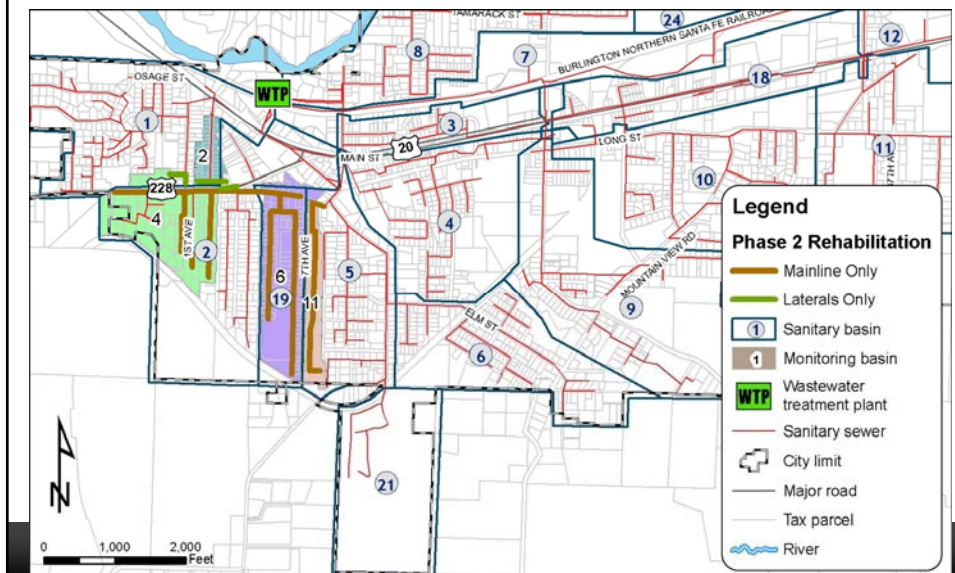 TAMARACK ST
24
8
7
BURLINGTON NORTHERN SANTA FE RAILROAD
12
OSAGE ST
WTP
18
1
3
20
LONG ST
2
MAIN ST
11
10
228
4
4
1ST AVE
2
7TH AVE
5
6
19
11
MOUNTAIN VIEW RD
9
ELM ST
6
21
N
0 1,000 2,000
Feet
Legend
Phase 2 Rehabilitation
Mainline Only
Laterals Only
1 Sanitary basin
1 Monitoring basin
WTP Wastewater
treatment plant
Sanitary sewer
City limit
Major road
Tax parcel
River